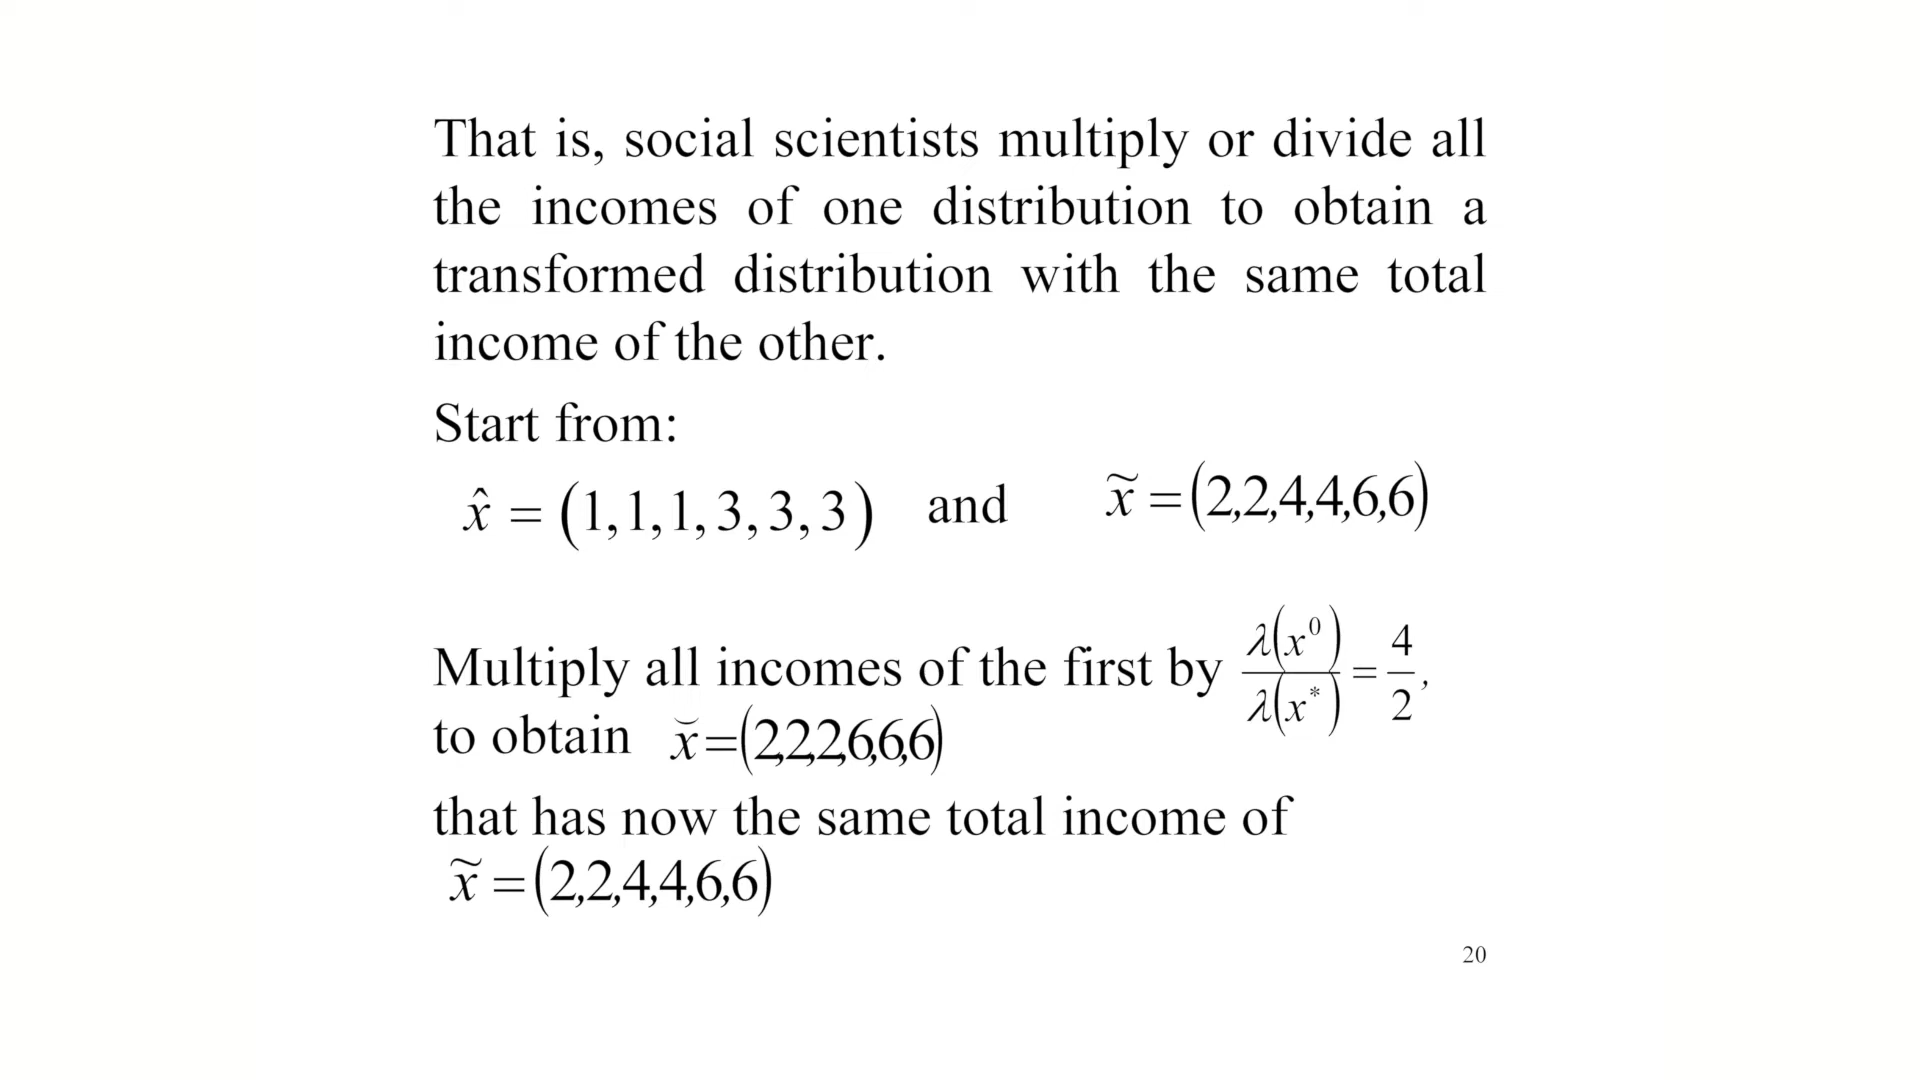 That is, social scientists multiply or divide all
the incomes of one distribution to obtain a
transformed distribution with the same total
income of the other.
Start from:
x̂ = (1,1,1,3,3,3) and x̃ = (2,2,4,4,6,6)
Multiply all incomes of the first by λ(x⁰)/λ(x*) = 4/2,
to obtain x̆ = (2,2,2,6,6,6)
that has now the same total income of
x̃ = (2,2,4,4,6,6)
20